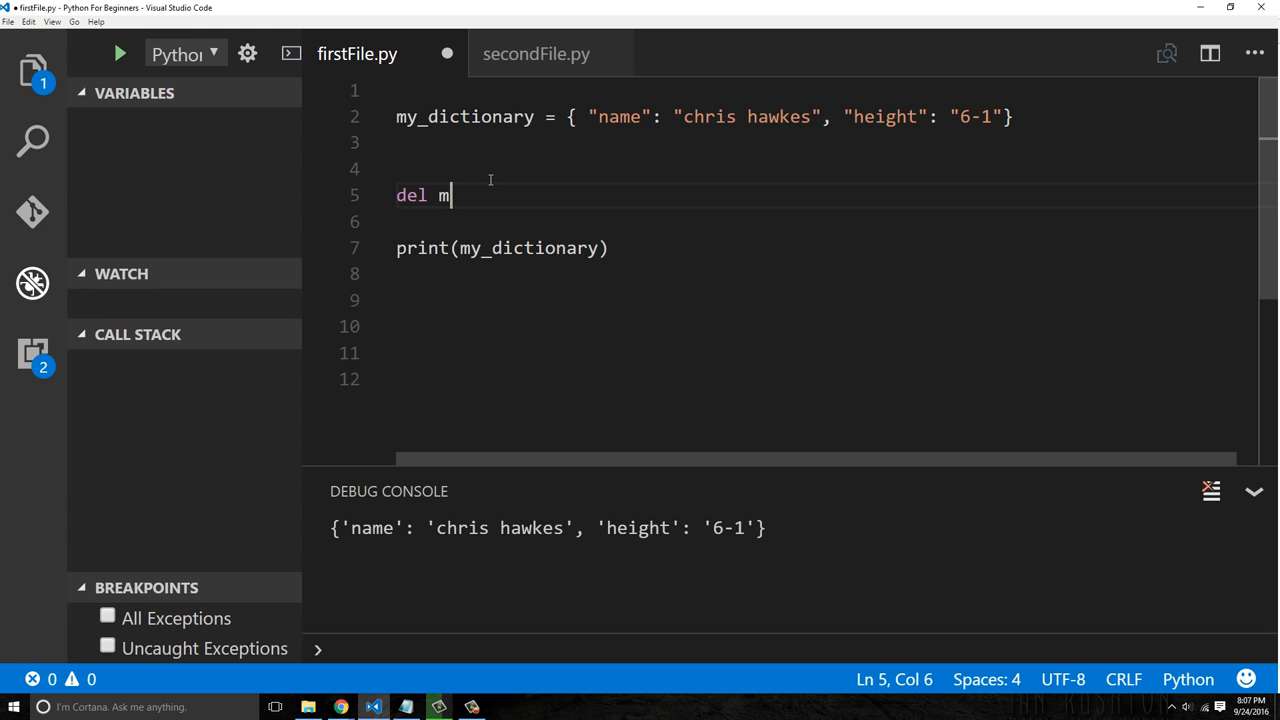 ● firstFile.py - Python For Beginners - Visual Studio Code
File Edit View Go Help
Python
firstFile.py
secondFile.py
1
VARIABLES
WATCH
CALL STACK
2
BREAKPOINTS
All Exceptions
Uncaught Exceptions
1
2 my_dictionary = { "name": "chris hawkes", "height": "6-1"}
3
4
5 del m
6
7 print(my_dictionary)
8
9
10
11
12
DEBUG CONSOLE
{'name': 'chris hawkes', 'height': '6-1'}
0 0 Ln 5, Col 6 Spaces: 4 UTF-8 CRLF Python
I'm Cortana. Ask me anything.
8:07 PM
9/24/2016